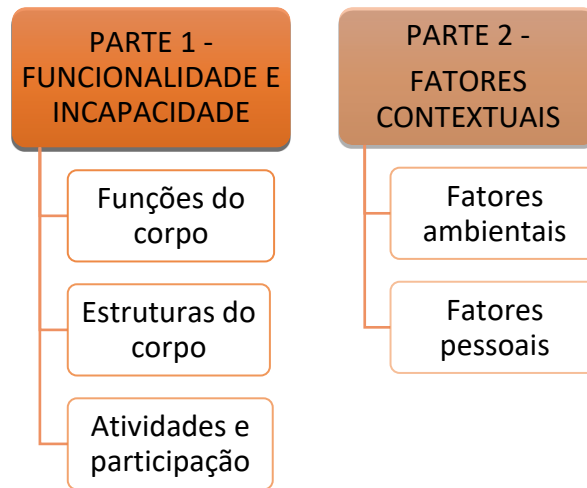 PARTE 1 -
FUNCIONALIDADE E
INCAPACIDADE
Funções do
corpo
Estruturas do
corpo
Atividades e
participação
PARTE 2 -
FATORES
CONTEXTUAIS
Fatores
ambientais
Fatores
pessoais